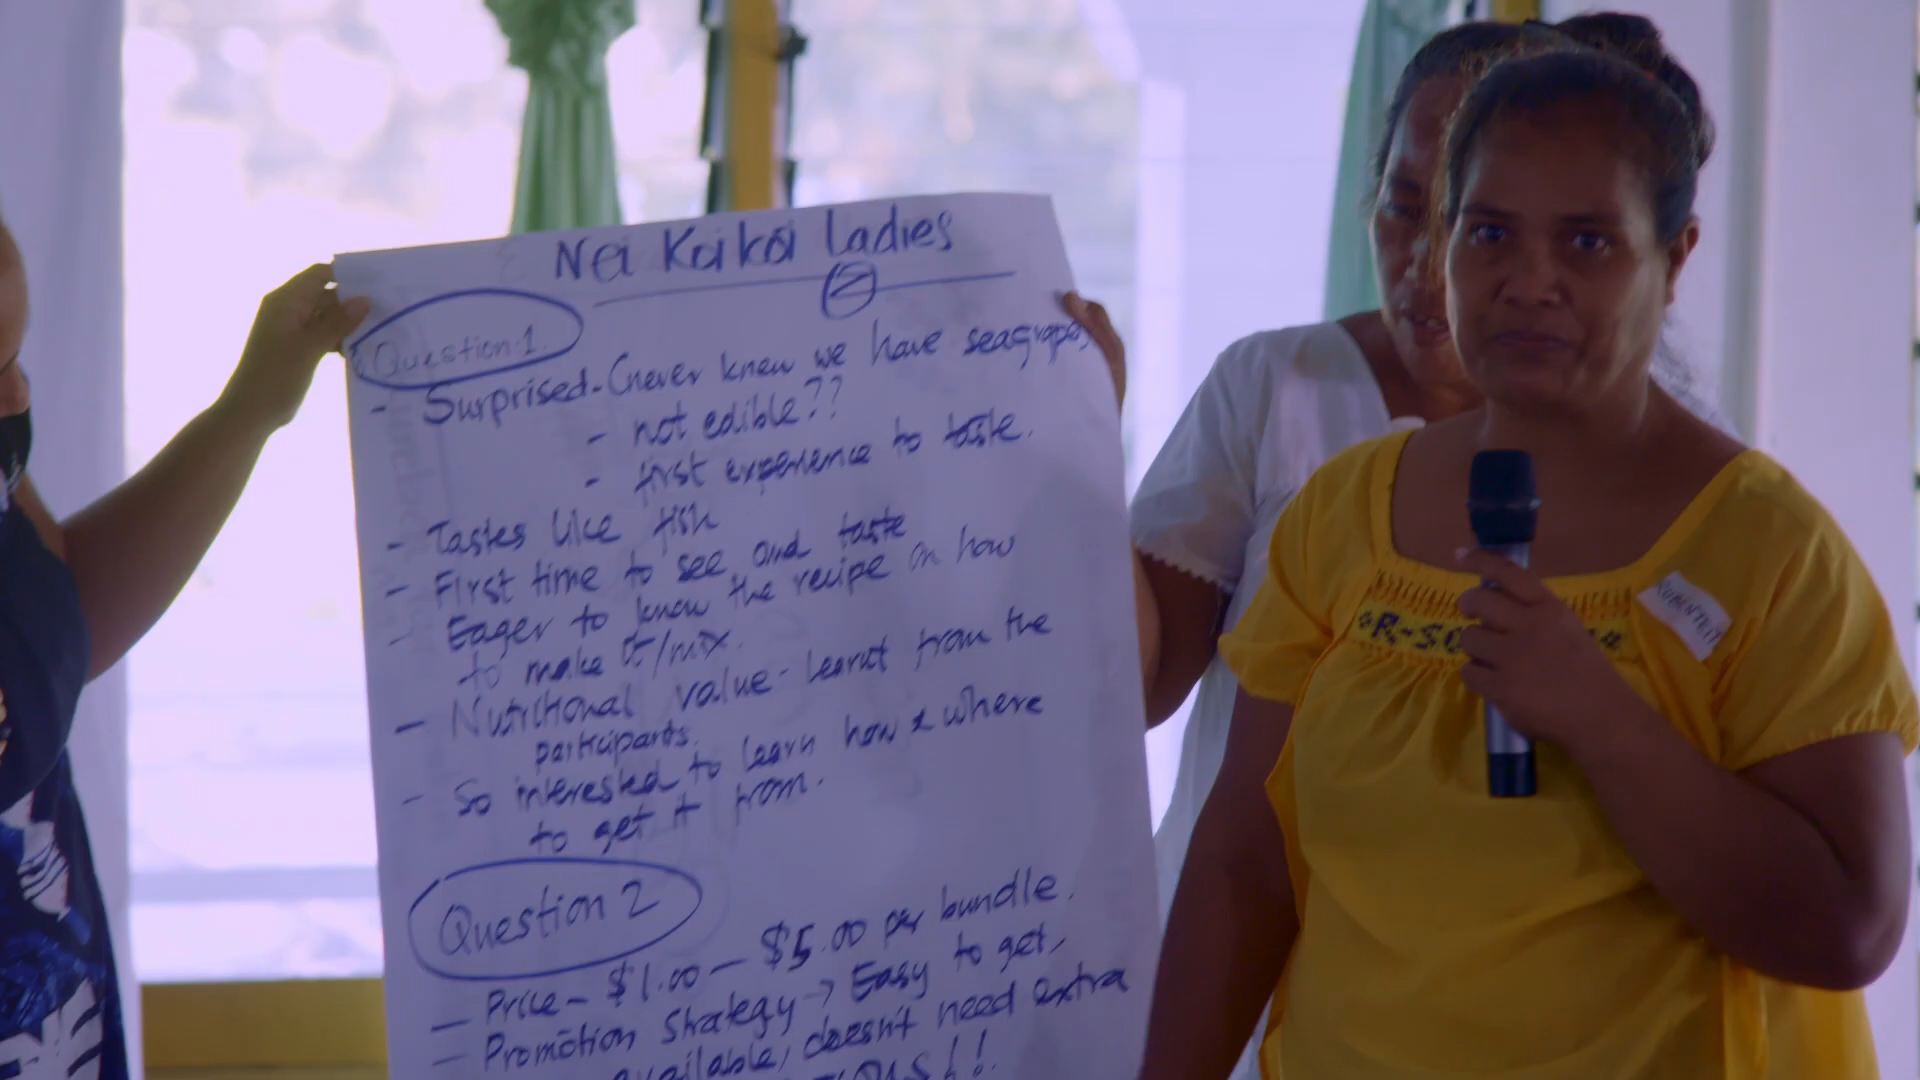 Nei Koikoi Ladies
2
Question 1.
- Surprised - (never knew we have seagrapes,
- not edible??
- first experience to taste.
- Tastes like fish
- First time to see and taste
- Eager to know the recipe on how
to make it/mix.
- Nutritional value - learnt from the
participants.
- So interested to learn how & where
to get it from.
Question 2
- Price - $1.00 - $5.00 per bundle.
- Promotion Strategy → Easy to get,
available, doesn't need extra